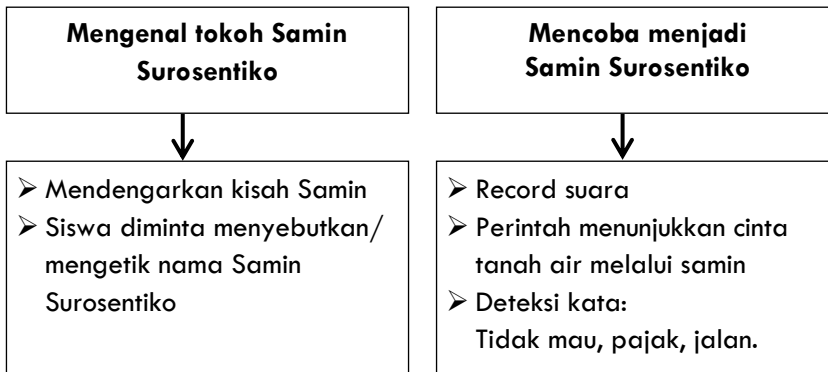 Mengenal tokoh Samin
Surosentiko
Mencoba menjadi
Samin Surosentiko
➢ Mendengarkan kisah Samin
➢ Siswa diminta menyebutkan/
mengetik nama Samin
Surosentiko
➢ Record suara
➢ Perintah menunjukkan cinta
tanah air melalui samin
➢ Deteksi kata:
Tidak mau, pajak, jalan.